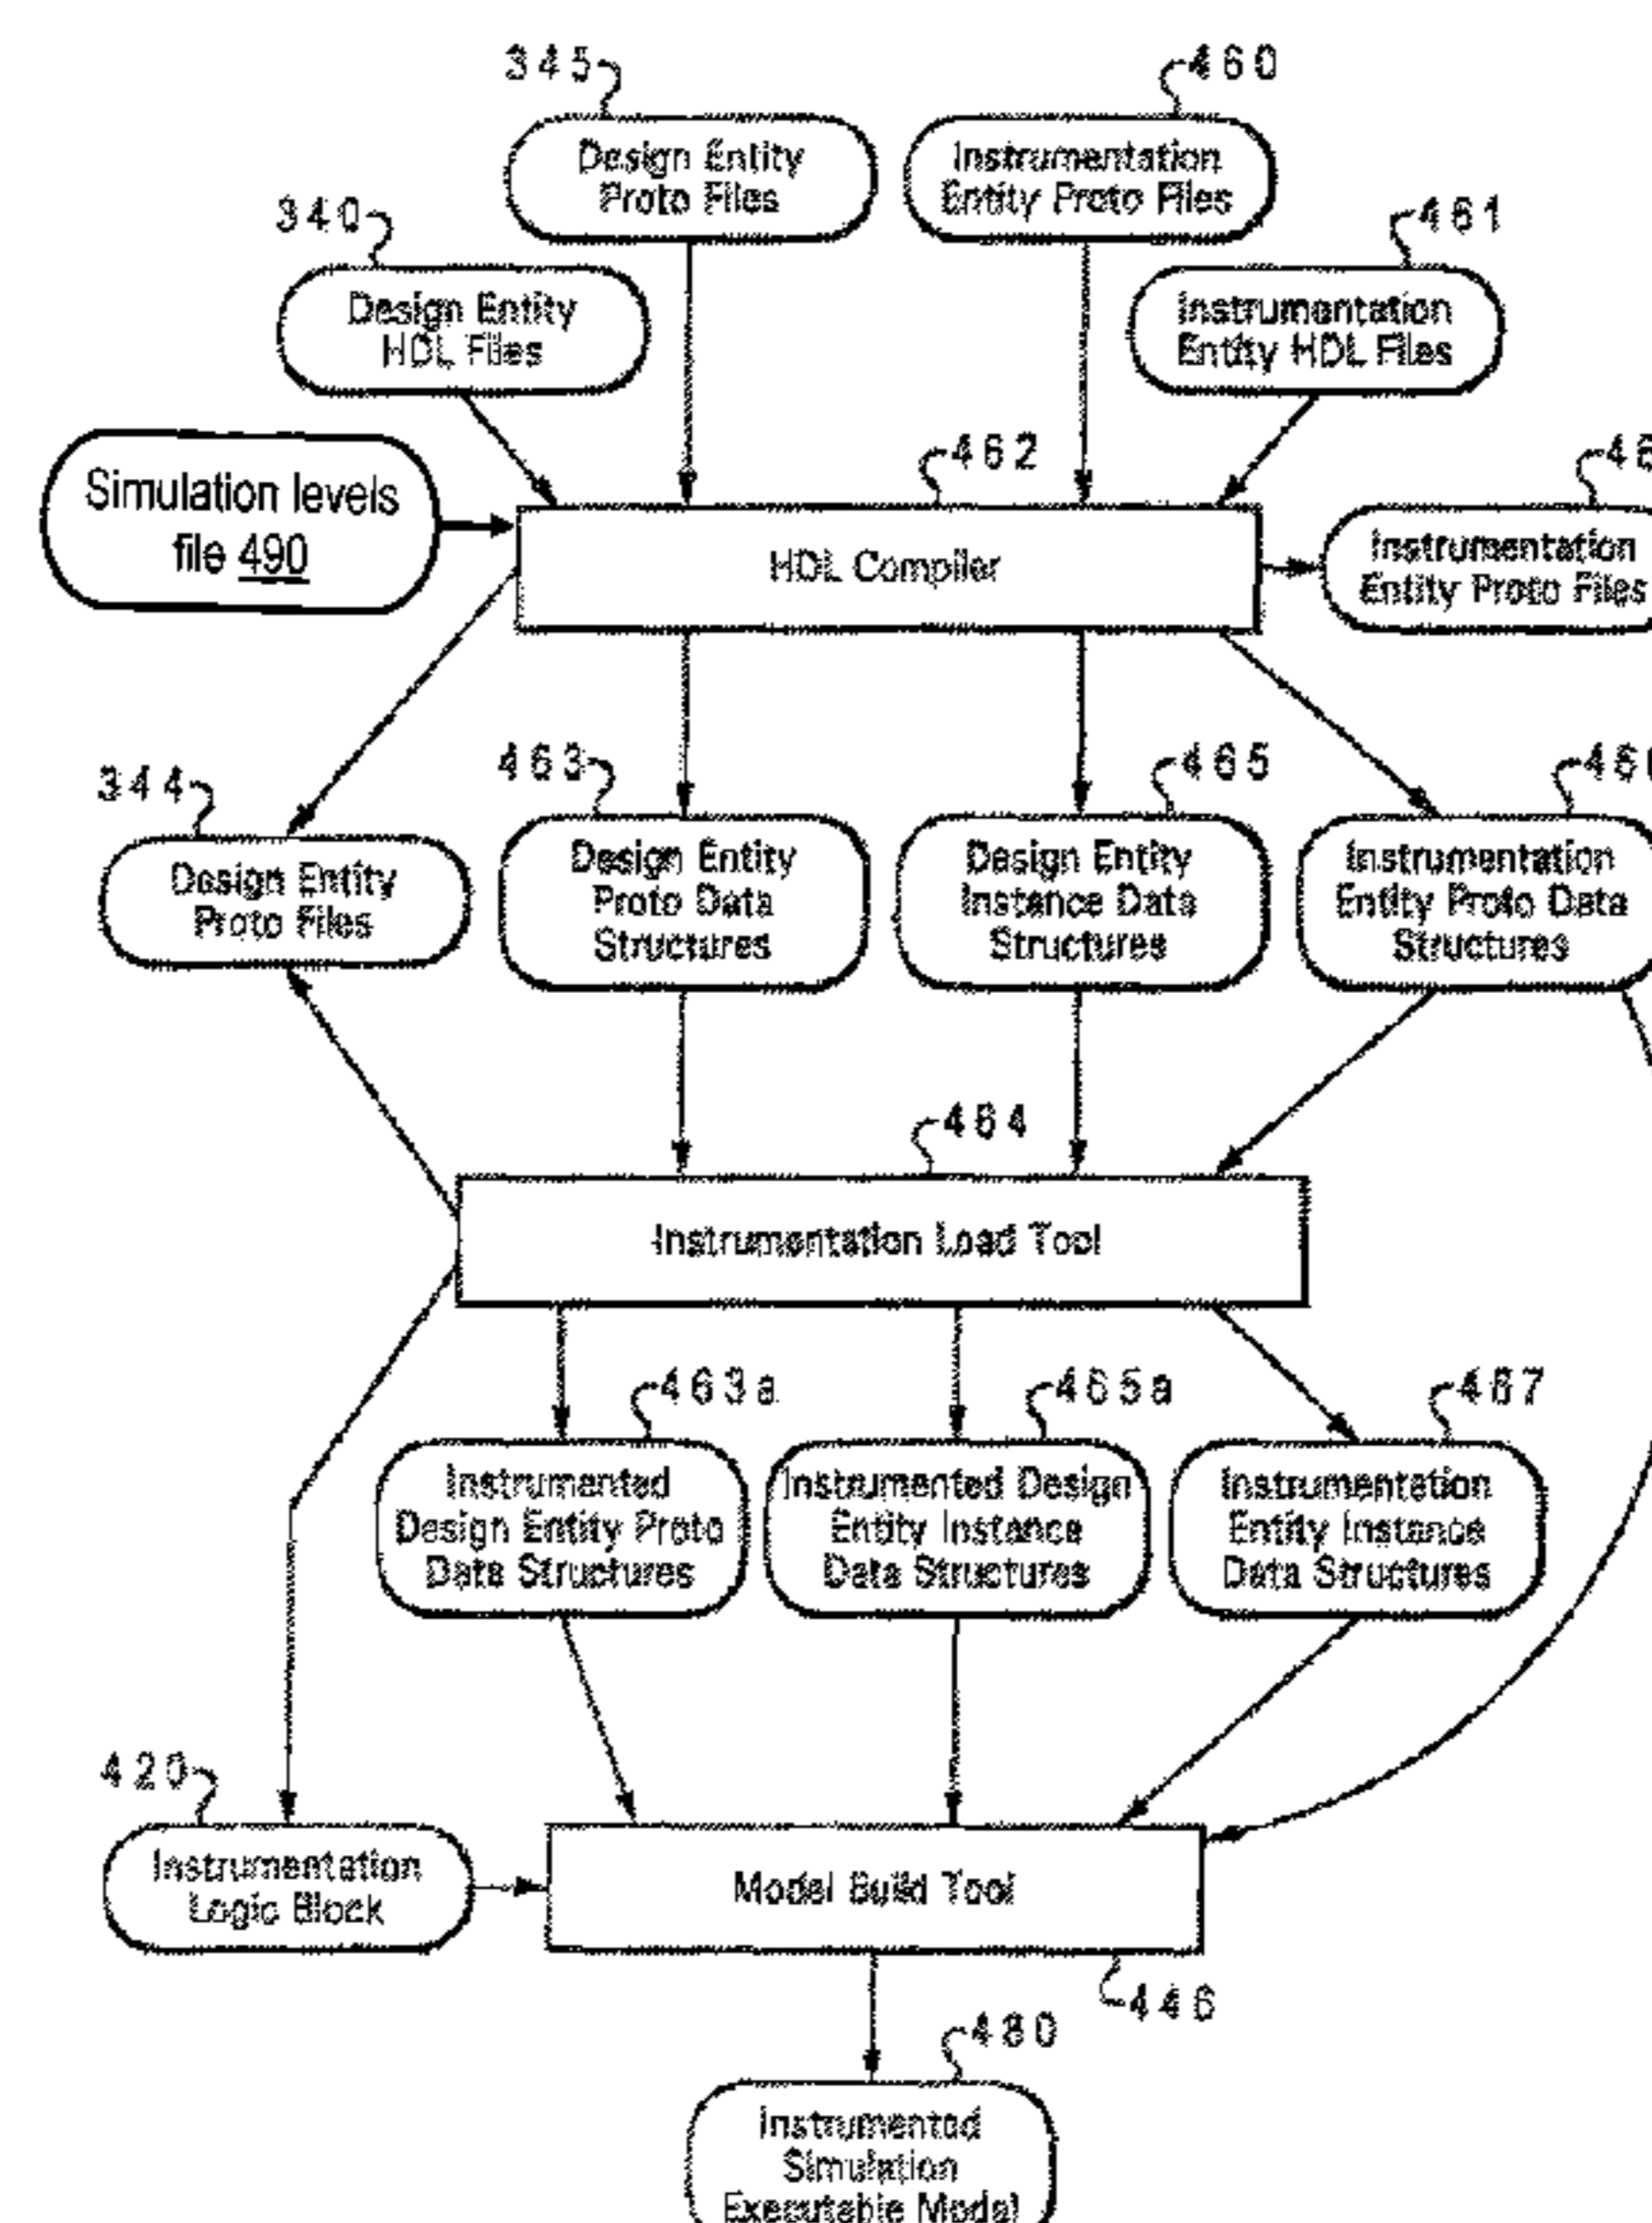 345
460
Design Entity
Proto Files
Instrumentation
Entity Proto Files
340
461
Design Entity
HDL Files
Instrumentation
Entity HDL Files
462
Simulation levels
file 490
HDL Compiler
Instrumentation
Entity Proto Files
344
463
465
Design Entity
Proto Files
Design Entity
Proto Data
Structures
Design Entity
Instance Data
Structures
Instrumentation
Entity Proto Data
Structures
464
Instrumentation Load Tool
463a
465a
467
Instrumented
Design Entity Proto
Data Structures
Instrumented Design
Entity Instance
Data Structures
Instrumentation
Entity Instance
Data Structures
420
Instrumentation
Logic Block
Model Build Tool
446
480
Instrumented
Simulation
Executable Model